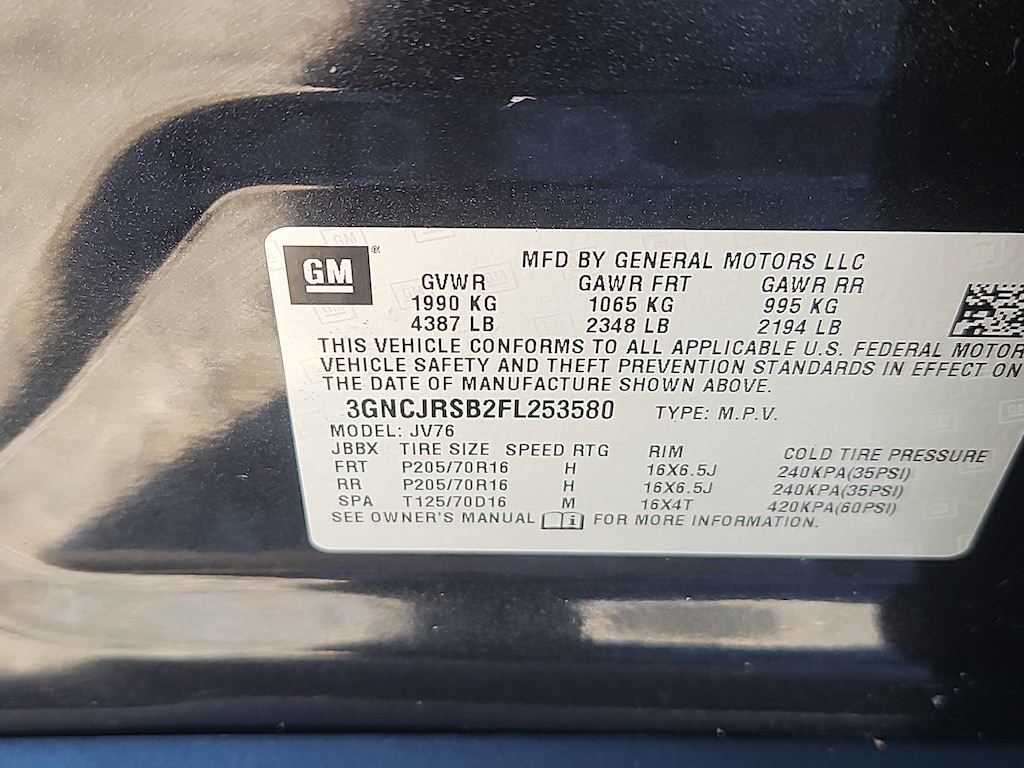 GM
MFD BY GENERAL MOTORS LLC
GVWR GAWR FRT GAWR RR
1990 KG 1065 KG 995 KG
4387 LB 2348 LB 2194 LB
THIS VEHICLE CONFORMS TO ALL APPLICABLE U.S. FEDERAL MOTOR
VEHICLE SAFETY AND THEFT PREVENTION STANDARDS IN EFFECT ON
THE DATE OF MANUFACTURE SHOWN ABOVE.
3GNCJRSB2FL253580 TYPE: M.P.V.
MODEL: JV76
JBBX TIRE SIZE SPEED RTG RIM COLD TIRE PRESSURE
FRT P205/70R16 H 16X6.5J 240KPA(35PSI)
RR P205/70R16 H 16X6.5J 240KPA(35PSI)
SPA T125/70D16 M 16X4T 420KPA(60PSI)
SEE OWNER'S MANUAL FOR MORE INFORMATION.